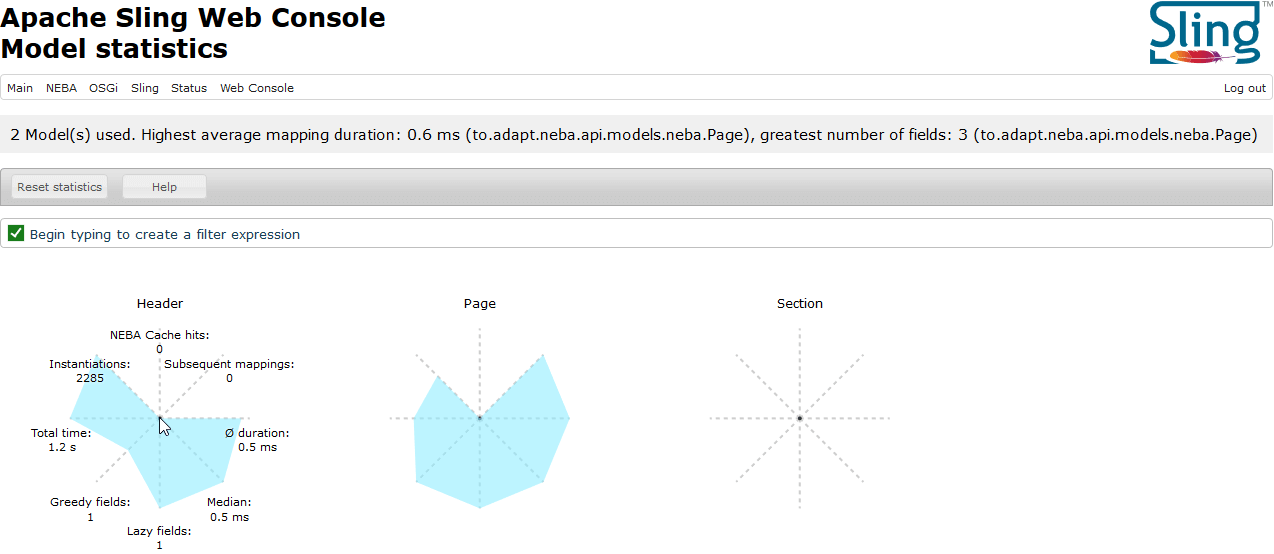 Apache Sling Web Console
Model statistics
Sling TM
Main NEBA OSGi Sling Status Web Console Log out
2 Model(s) used. Highest average mapping duration: 0.6 ms (to.adapt.neba.api.models.neba.Page), greatest number of fields: 3 (to.adapt.neba.api.models.neba.Page)
Reset statistics Help
Begin typing to create a filter expression
Header Page Section
NEBA Cache hits:
0
Instantiations: Subsequent mappings:
2285 0
Total time: Ø duration:
1.2 s 0.5 ms
Greedy fields: Median:
1 0.5 ms
Lazy fields:
1